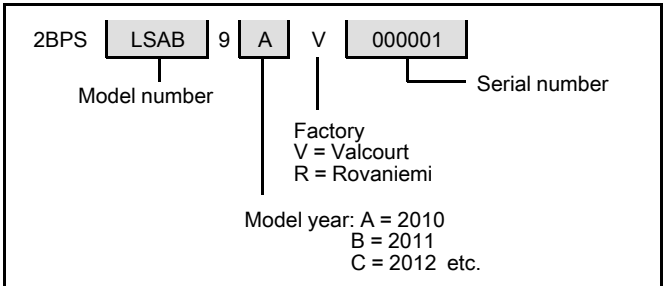 2BPS LSAB 9 A V 000001
Model number
Serial number
Factory
V = Valcourt
R = Rovaniemi
Model year: A = 2010
B = 2011
C = 2012 etc.